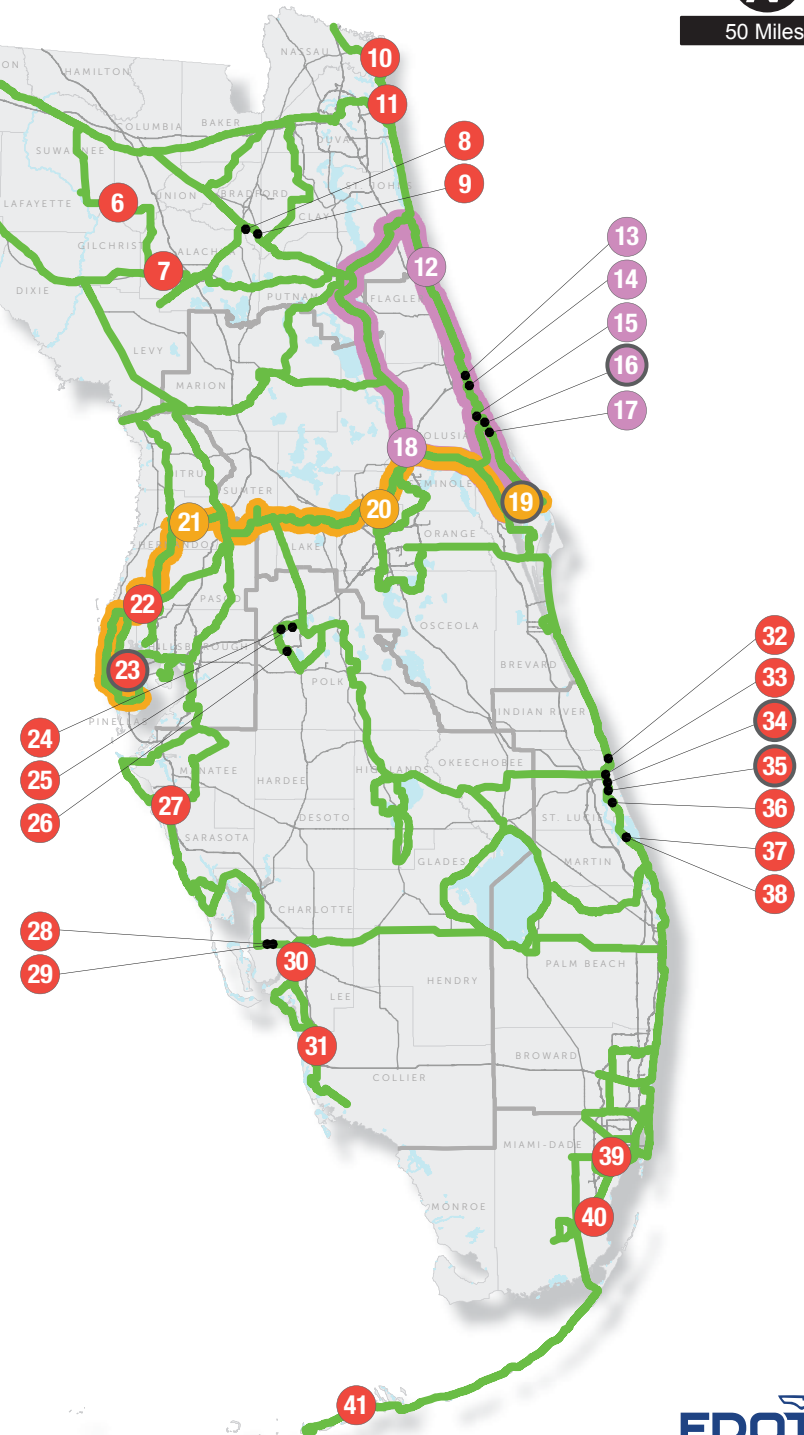 50 Miles
NASSAU
10
HAMILTON
11
COLUMBIA
BAKER
8
SUWANNEE
9
6
UNION
BRADFORD
ST. JOHNS
LAFAYETTE
CLAY
13
GILCHRIST
7
12
14
DIXIE
PUTNAM
FLAGLER
15
LEVY
16
MARION
17
18
SUMTER
19
20
21
ORANGE
LAKE
22
PASCO
OSCEOLA
32
23
BREVARD
33
24
POLK
34
PINELLAS
INDIAN RIVER
35
25
MANATEE
HARDEE
HIGHLANDS
OKEECHOBEE
26
27
DESOTO
ST. LUCIE
36
SARASOTA
37
GLADES
MARTIN
38
CHARLOTTE
28
29
30
HENDRY
PALM BEACH
LEE
31
BROWARD
COLLIER
MIAMI-DADE
39
MONROE
40
41